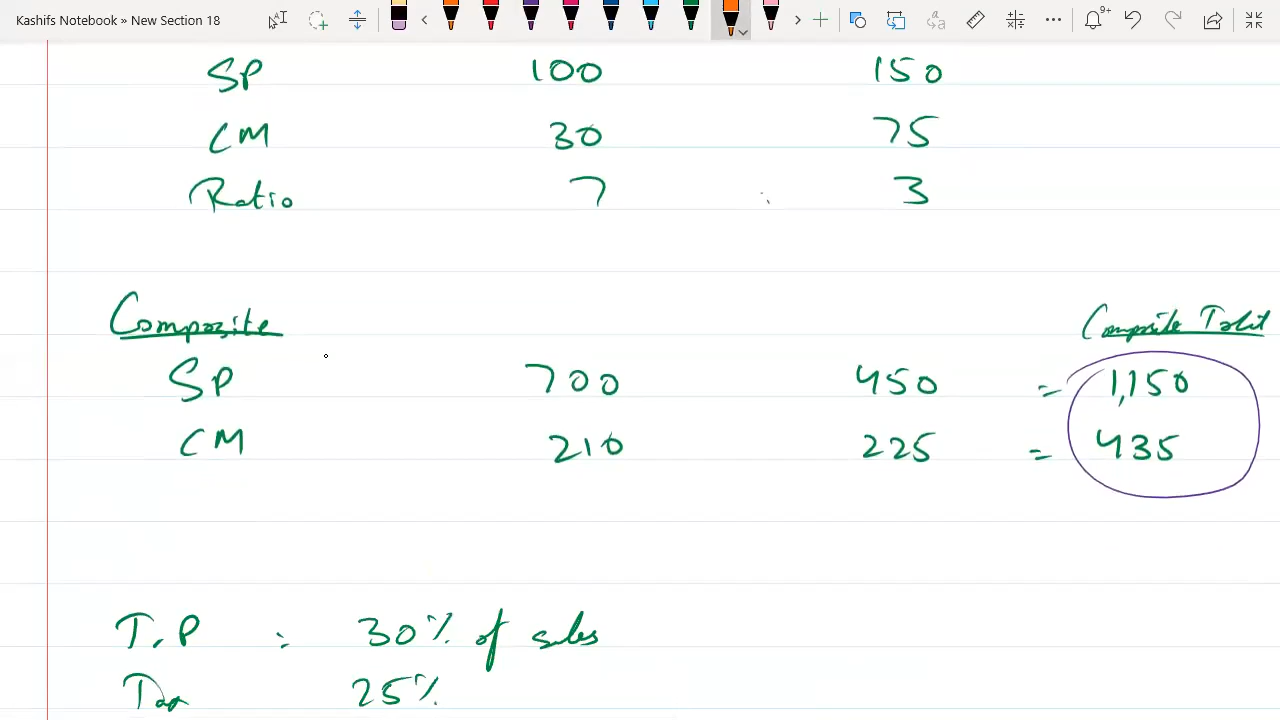 Kashifs Notebook » New Section 18
9+
SP 100 150
CM 30 75
Ratio 7 : 3
Composite
SP 700 450 = 1,150
CM 210 225 = 435
Composite
T.P : 30% of sales
Tax 25%